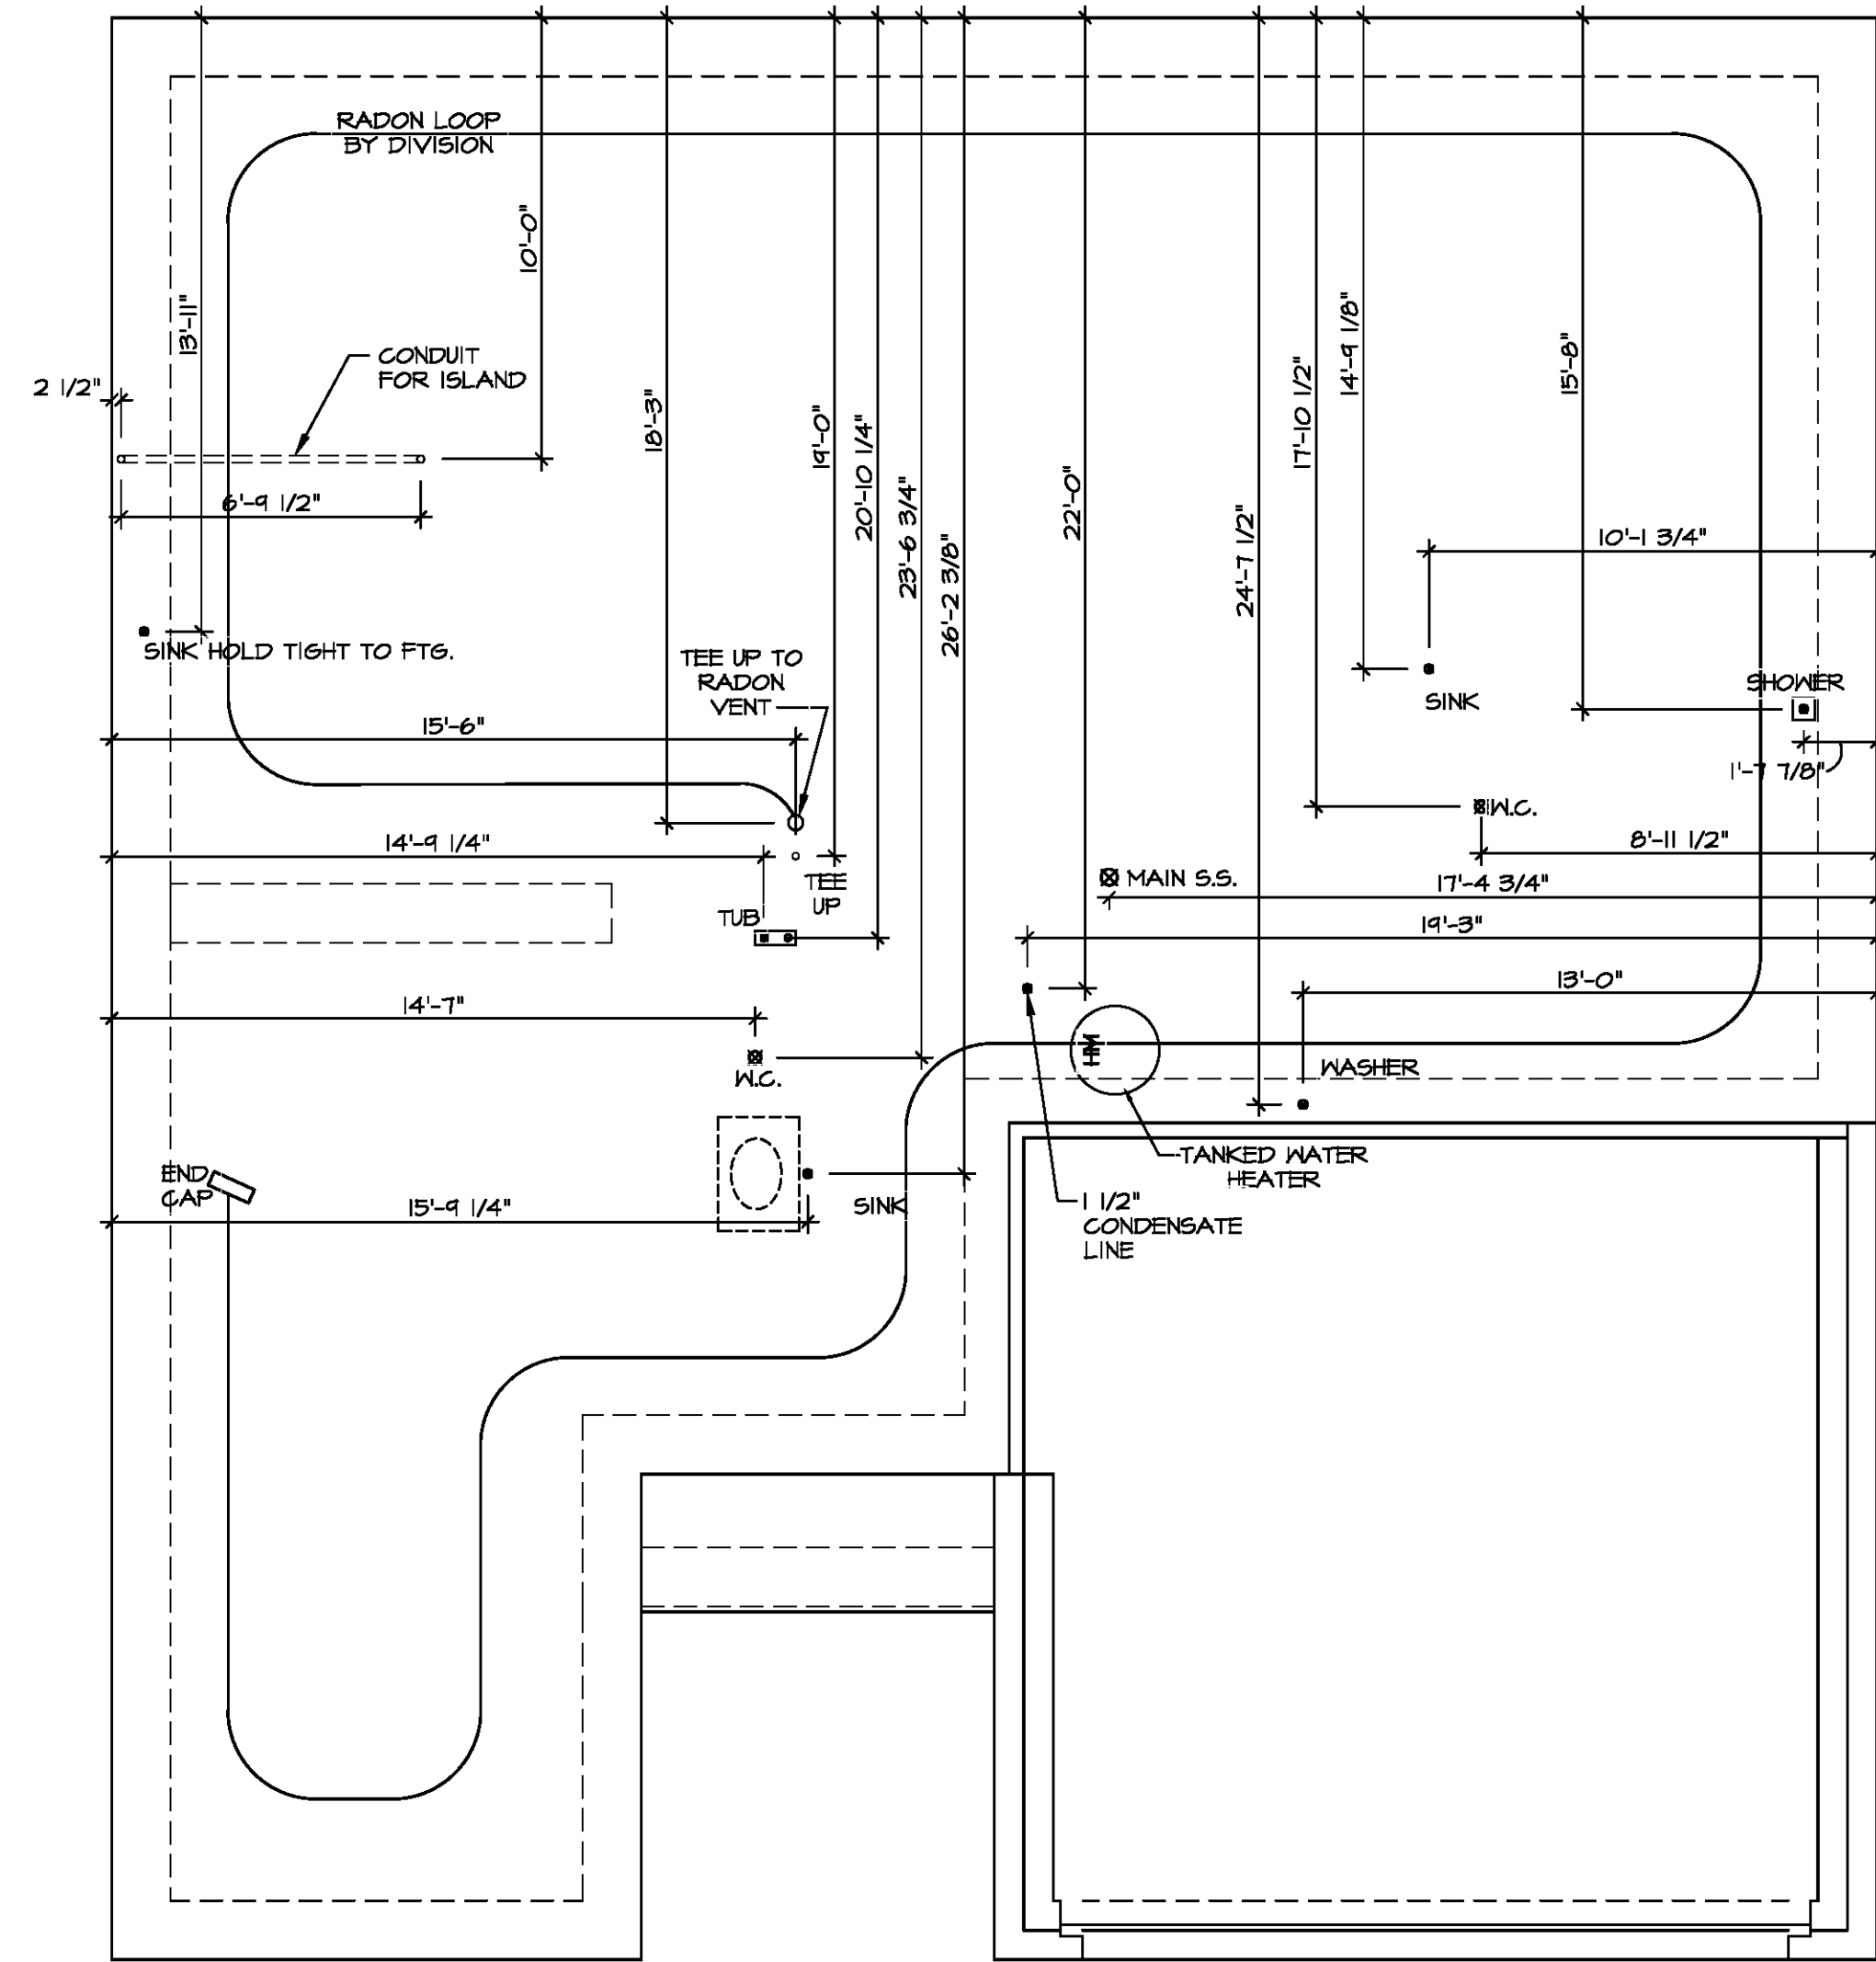 RADON LOOP
BY DIVISION
10'-0"
13'-11"
CONDUIT
FOR ISLAND
2 1/2"
6'-9 1/2"
18'-3"
19'-0"
20'-10 1/4"
23'-6 3/4"
26'-2 3/8"
22'-0"
24'-7 1/2"
17'-10 1/2"
14'-9 1/8"
15'-8"
10'-1 3/4"
SINK HOLD TIGHT TO FTG.
TEE UP TO
RADON
VENT
SINK
SHOWER
15'-6"
1'-7 7/8"
W.C.
14'-9 1/4"
8'-11 1/2"
TEE
UP
MAIN S.S.
17'-4 3/4"
TUB
19'-3"
13'-0"
14'-7"
W.C.
HW
WASHER
END
CAP
15'-9 1/4"
SINK
TANKED WATER
HEATER
1 1/2"
CONDENSATE
LINE